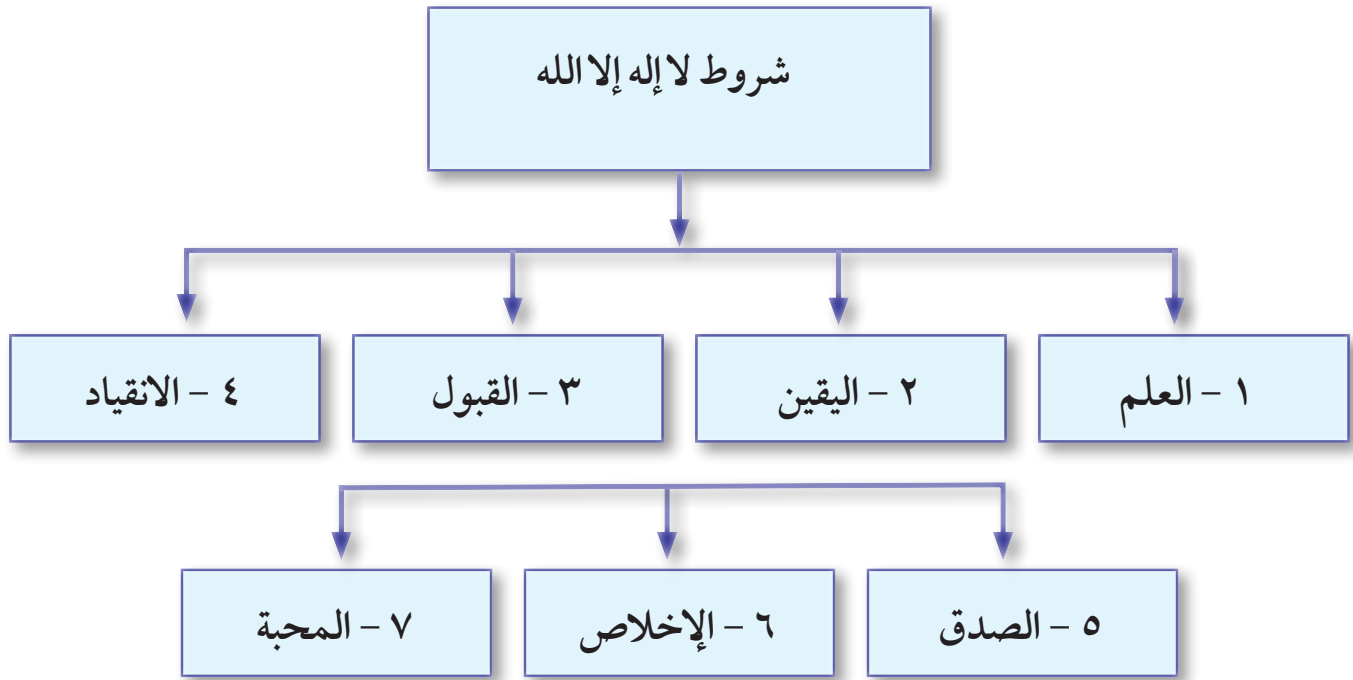 شروط لا إله إلا الله
١ - العلم
٢ - اليقين
٣ - القبول
٤ - الانقياد
٥ - الصدق
٦ - الإخلاص
٧ - المحبة